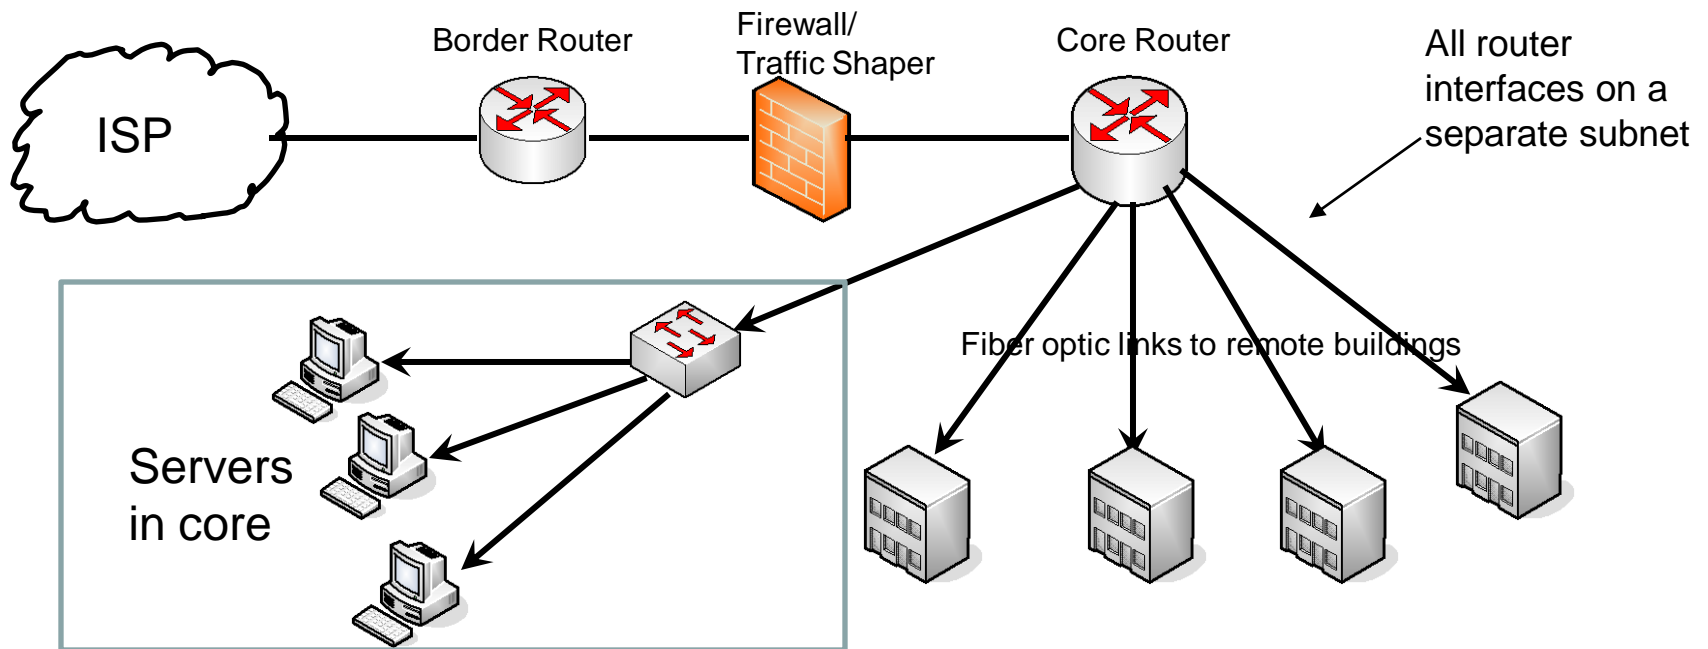 ISP
Border Router
Firewall/
Traffic Shaper
Core Router
All router
interfaces on a
separate subnet
Fiber optic links to remote buildings
Servers
in core